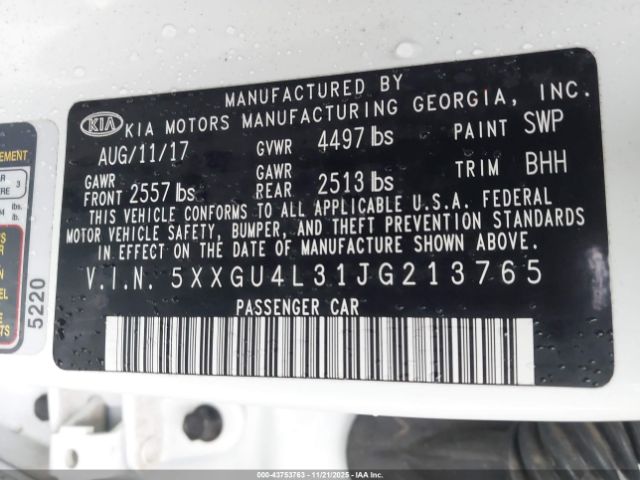 MANUFACTURED BY
KIA KIA MOTORS MANUFACTURING GEORGIA, INC.
AUG/11/17 GVWR 4497 lbs PAINT SWP
GAWR FRONT 2557 lbs GAWR REAR 2513 lbs TRIM BHH
THIS VEHICLE CONFORMS TO ALL APPLICABLE U.S.A. FEDERAL
MOTOR VEHICLE SAFETY, BUMPER, AND THEFT PREVENTION STANDARDS
IN EFFECT ON THE DATE OF MANUFACTURE SHOWN ABOVE.
V.I.N. 5XXGU4L31JG213765
PASSENGER CAR
5220
000-43753763 - 11/21/2025 - IAA, Inc.